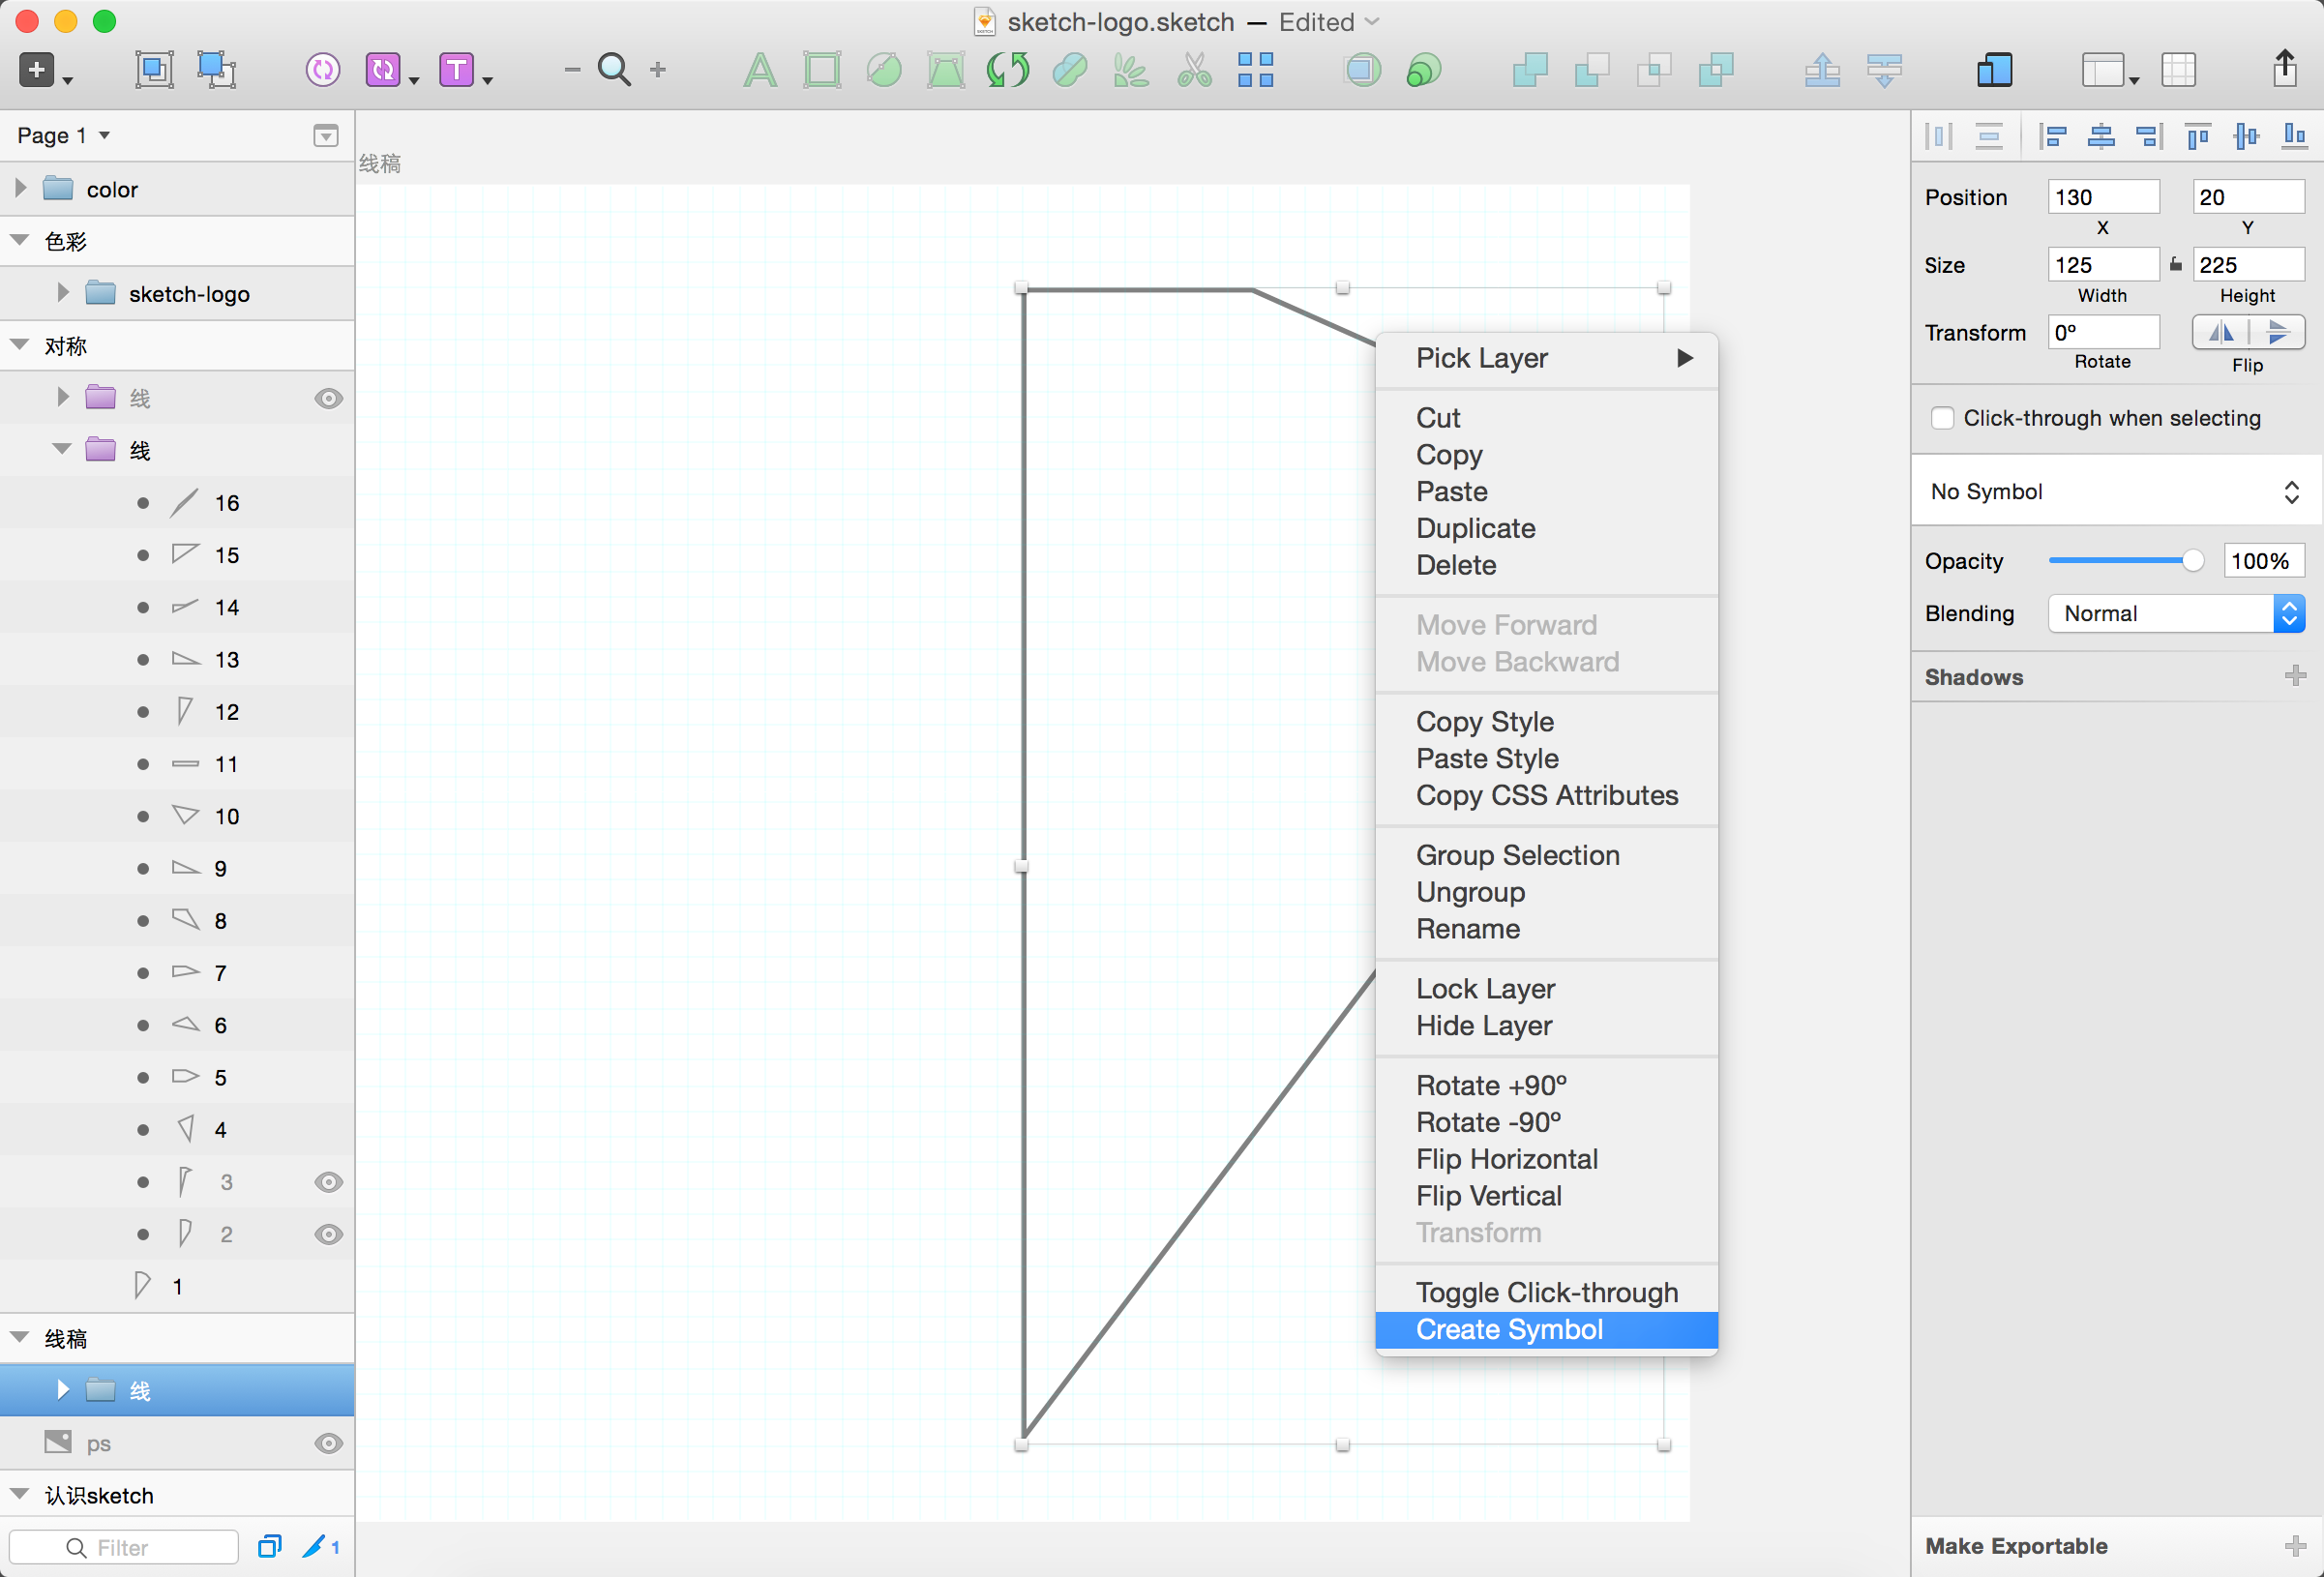 sketch-logo.sketch — Edited
Page 1
color
色彩
sketch-logo
对称
线
线
16
15
14
13
12
11
10
9
8
7
6
5
4
3
2
1
线稿
线
ps
认识sketch
Filter
1
线稿
Pick Layer
Cut
Copy
Paste
Duplicate
Delete
Move Forward
Move Backward
Copy Style
Paste Style
Copy CSS Attributes
Group Selection
Ungroup
Rename
Lock Layer
Hide Layer
Rotate +90º
Rotate -90º
Flip Horizontal
Flip Vertical
Transform
Toggle Click-through
Create Symbol
Position 130 20
X Y
Size 125 225
Width Height
Transform 0º
Rotate Flip
Click-through when selecting
No Symbol
Opacity 100%
Blending Normal
Shadows
Make Exportable